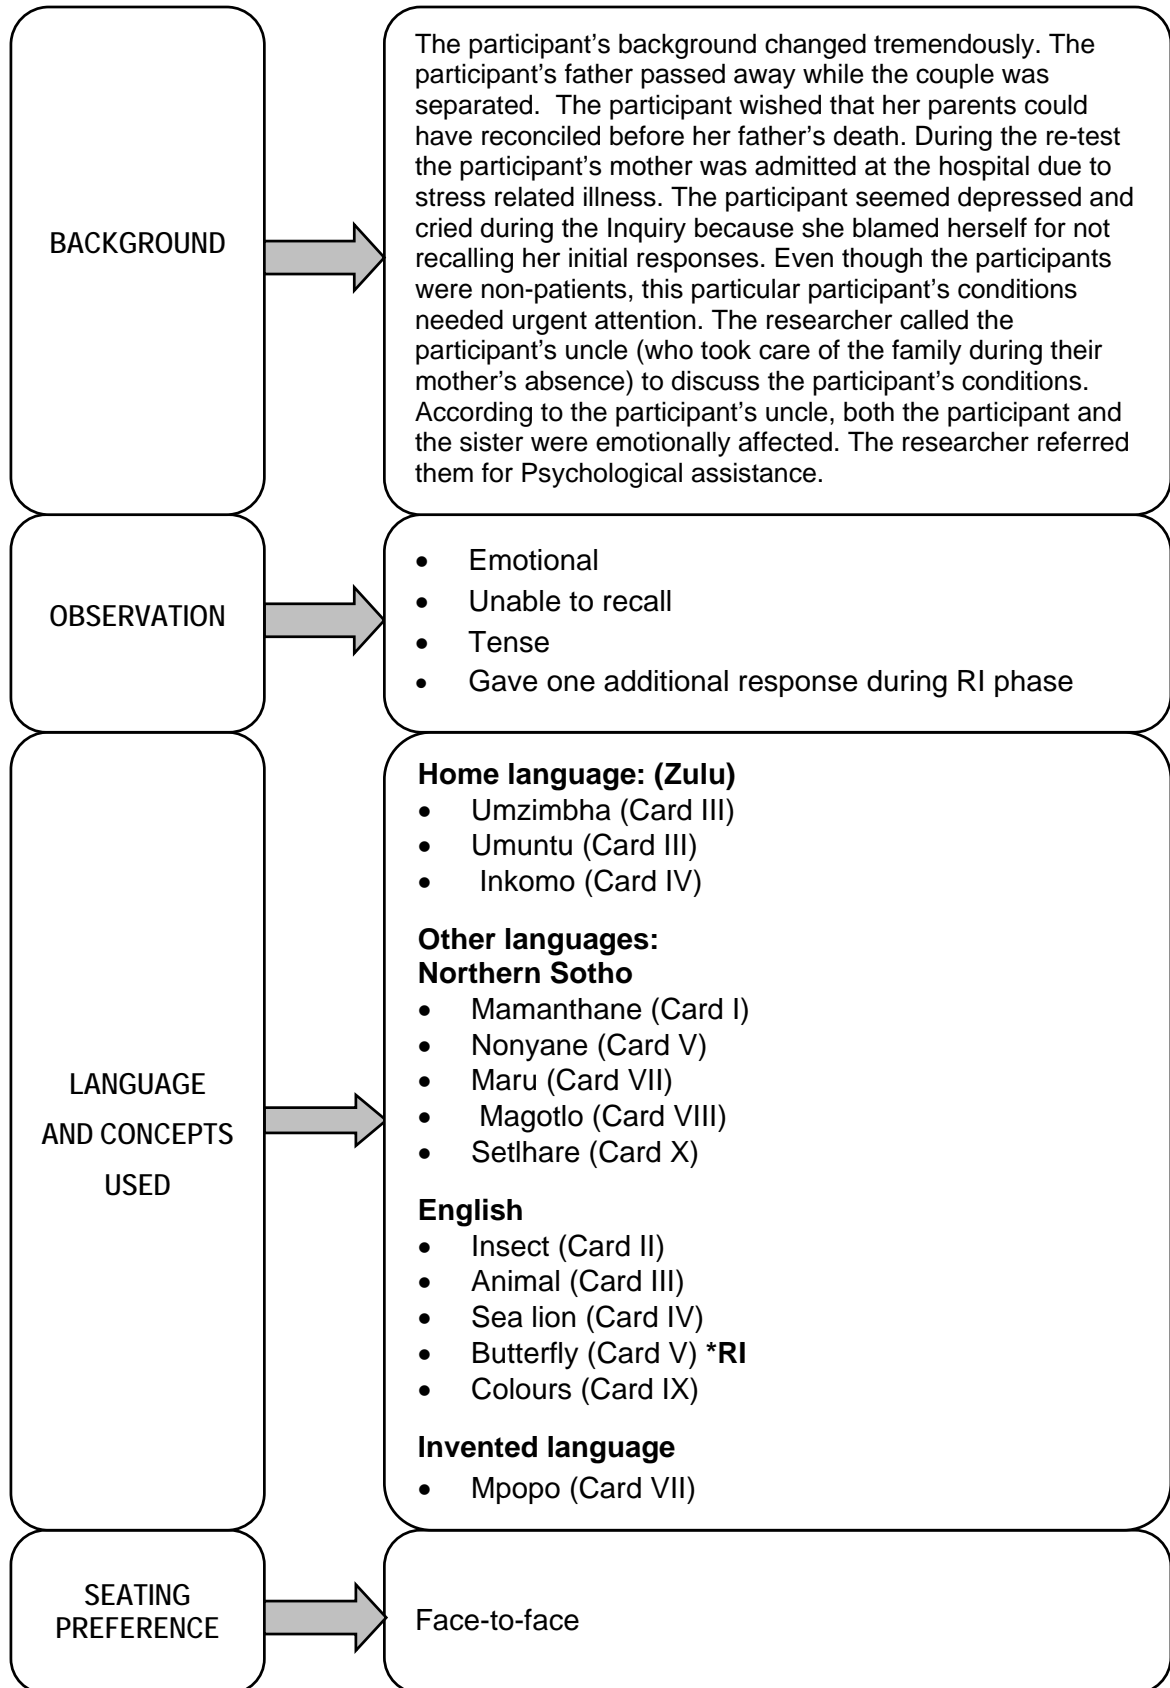 BACKGROUND
The participant’s background changed tremendously. The
participant’s father passed away while the couple was
separated.  The participant wished that her parents could
have reconciled before her father’s death. During the re-test
the participant’s mother was admitted at the hospital due to
stress related illness. The participant seemed depressed and
cried during the Inquiry because she blamed herself for not
recalling her initial responses. Even though the participants
were non-patients, this particular participant’s conditions
needed urgent attention. The researcher called the
participant’s uncle (who took care of the family during their
mother’s absence) to discuss the participant’s conditions.
According to the participant’s uncle, both the participant and
the sister were emotionally affected. The researcher referred
them for Psychological assistance.
OBSERVATION
• Emotional
• Unable to recall
• Tense
• Gave one additional response during RI phase
LANGUAGE
AND CONCEPTS
USED
Home language: (Zulu)
• Umzimbha (Card III)
• Umuntu (Card III)
• Inkomo (Card IV)
Other languages:
Northern Sotho
• Mamanthane (Card I)
• Nonyane (Card V)
• Maru (Card VII)
• Magotlo (Card VIII)
• Setlhare (Card X)
English
• Insect (Card II)
• Animal (Card III)
• Sea lion (Card IV)
• Butterfly (Card V) *RI
• Colours (Card IX)
Invented language
• Mpopo (Card VII)
SEATING
PREFERENCE
Face-to-face